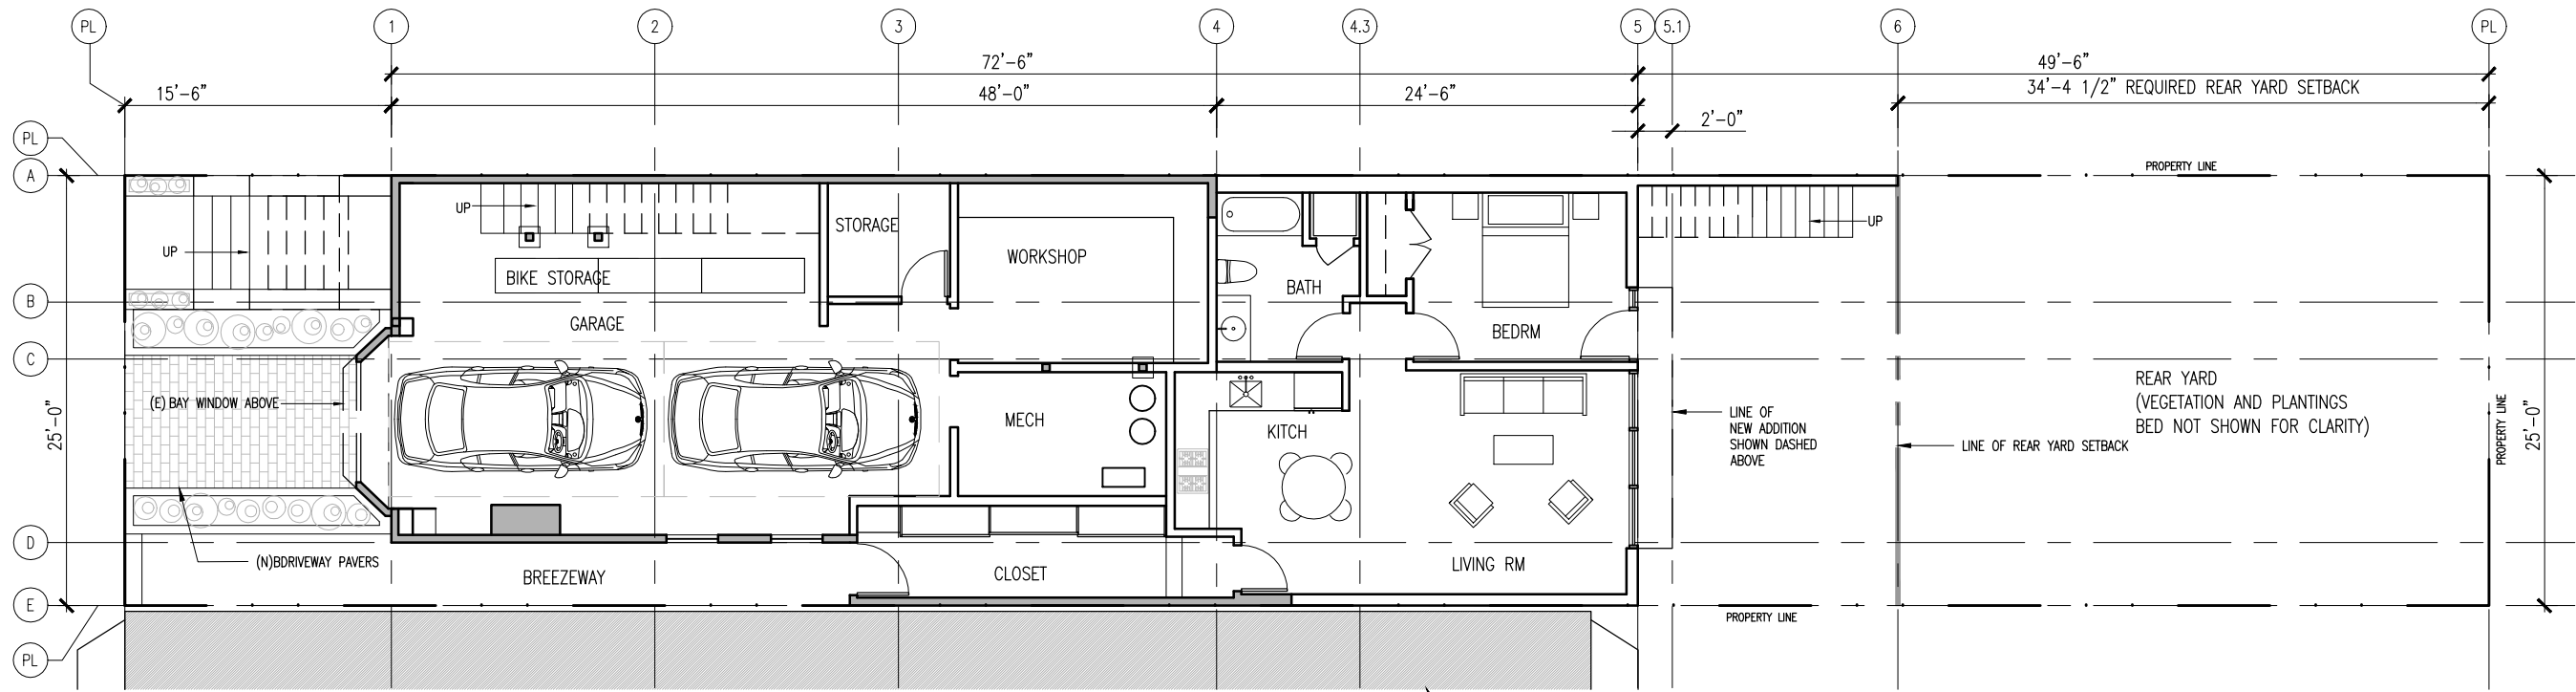 PL
1
2
3
4
4.3
5
5.1
6
PL
72'-6"
49'-6"
15'-6"
48'-0"
24'-6"
34'-4 1/2" REQUIRED REAR YARD SETBACK
2'-0"
PL
A
B
C
D
E
PL
25'-0"
25'-0"
PROPERTY LINE
UP
UP
STORAGE
WORKSHOP
BIKE STORAGE
GARAGE
BATH
BEDRM
UP
(E) BAY WINDOW ABOVE
MECH
KITCH
LINE OF
NEW ADDITION
SHOWN DASHED
ABOVE
LINE OF REAR YARD SETBACK
REAR YARD
(VEGETATION AND PLANTINGS
BED NOT SHOWN FOR CLARITY)
PROPERTY LINE
(N)BDRIVEWAY PAVERS
BREEZEWAY
CLOSET
LIVING RM
PROPERTY LINE